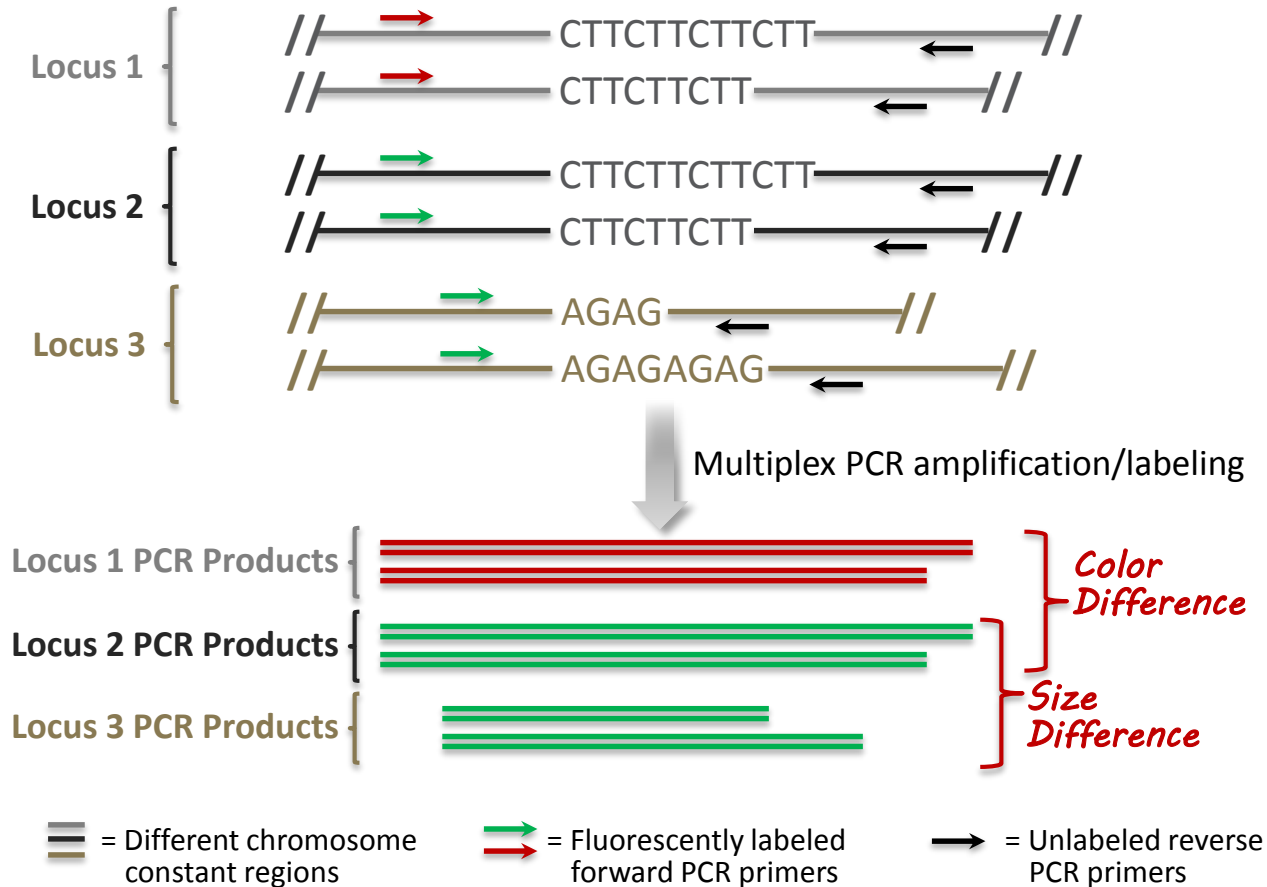 Locus 1
CTTCTTCTTCTT
CTTCTTCTT
Locus 2
CTTCTTCTTCTT
CTTCTTCTT
Locus 3
AGAG
AGAGAGAG
Multiplex PCR amplification/labeling
Locus 1 PCR Products
Locus 2 PCR Products
Locus 3 PCR Products
Color
Difference
Size
Difference
= Different chromosome
constant regions
= Fluorescently labeled
forward PCR primers
= Unlabeled reverse
PCR primers